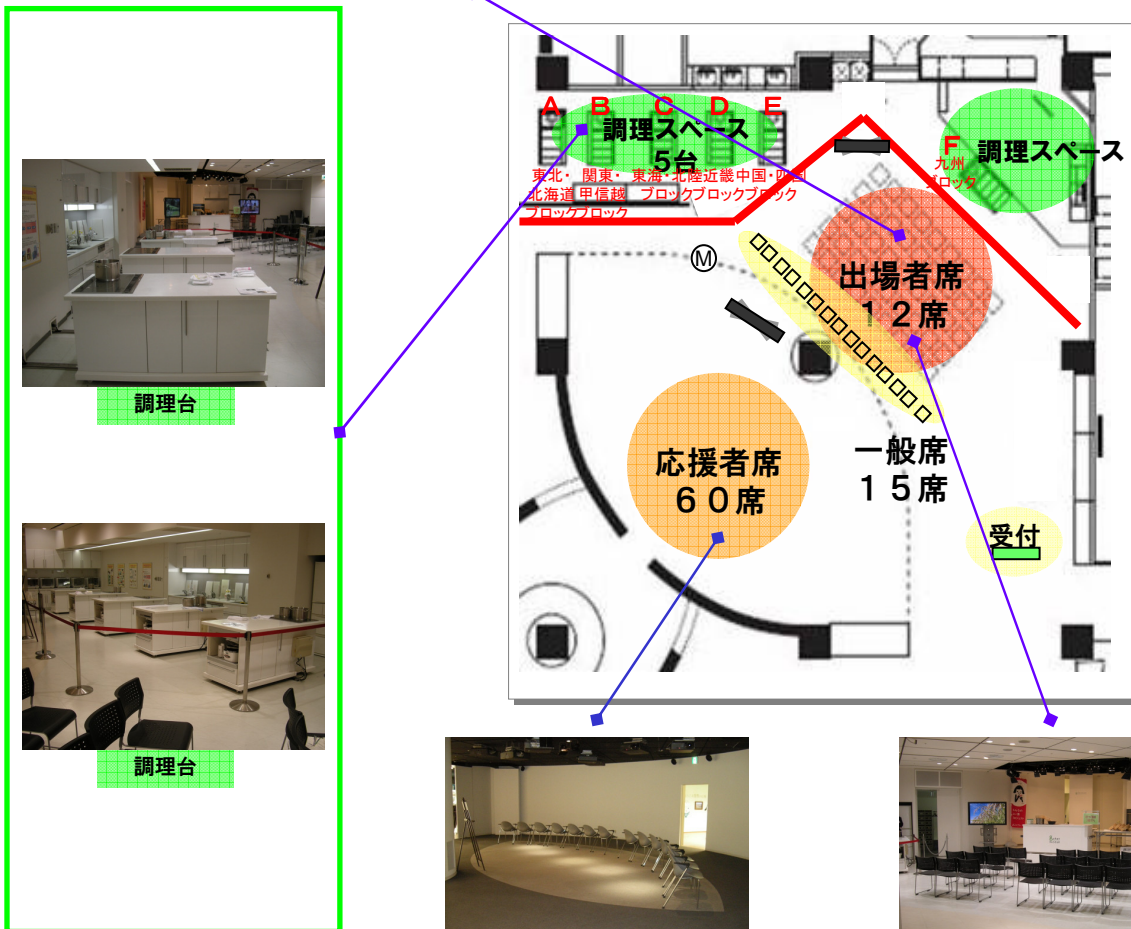 調理台
調理台
A B C D E
調理スペース
5台
東北・ 関東・ 東海・北陸近畿中国・四国
北海道 甲信越 ブロックブロックブロック
ブロックブロック
F 調理スペース
九州
ブロック
M
出場者席
12席
応援者席
60席
一般席
15席
受付